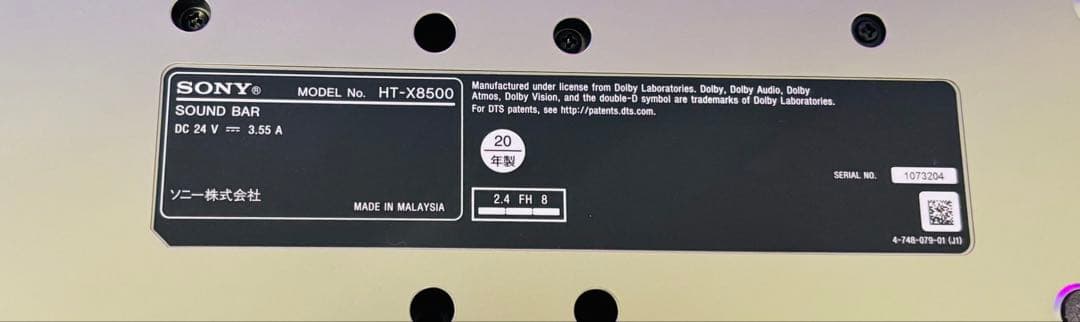 SONY®
MODEL No. HT-X8500
SOUND BAR
DC 24 V ⎓ 3.55 A
ソニー株式会社
MADE IN MALAYSIA
Manufactured under license from Dolby Laboratories. Dolby, Dolby Audio, Dolby
Atmos, Dolby Vision, and the double-D symbol are trademarks of Dolby Laboratories.
For DTS patents, see http://patents.dts.com.
20
年製
2.4 FH 8
SERIAL NO. 1073204
4-748-079-01 (J1)